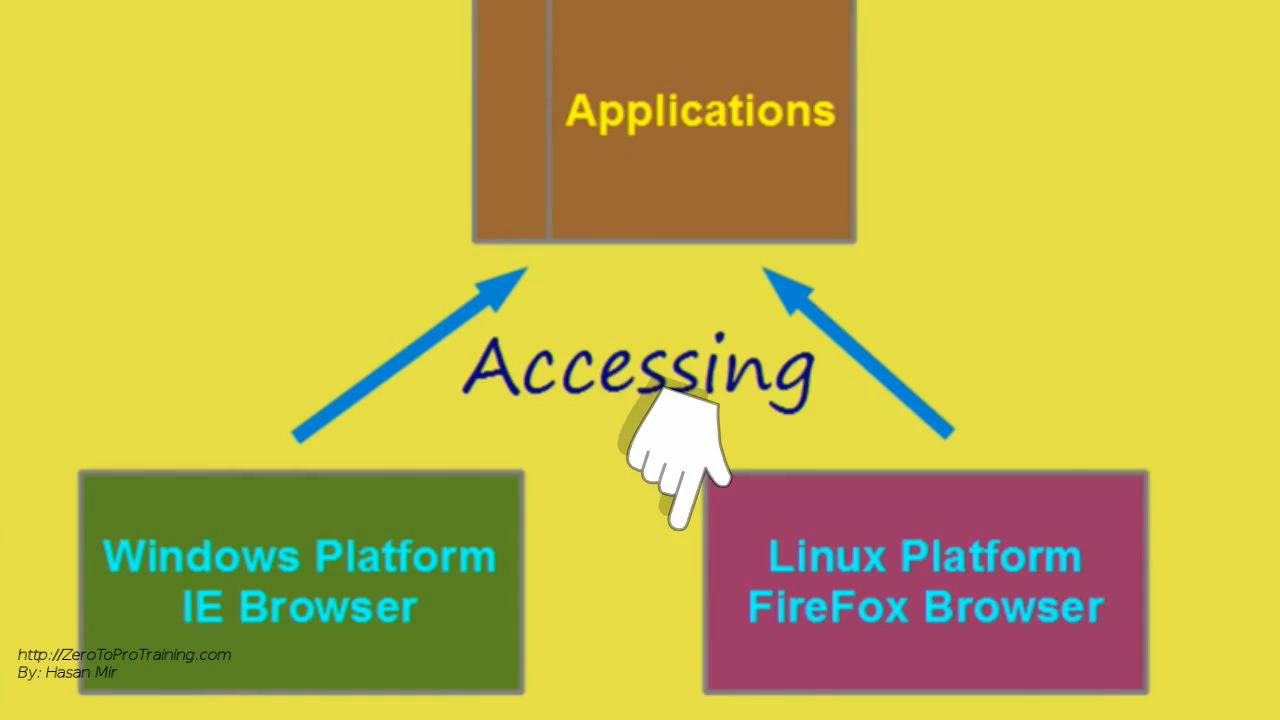 Applications
Accessing
Windows Platform
IE Browser
Linux Platform
FireFox Browser
http://ZeroToProTraining.com
By: Hasan Mir